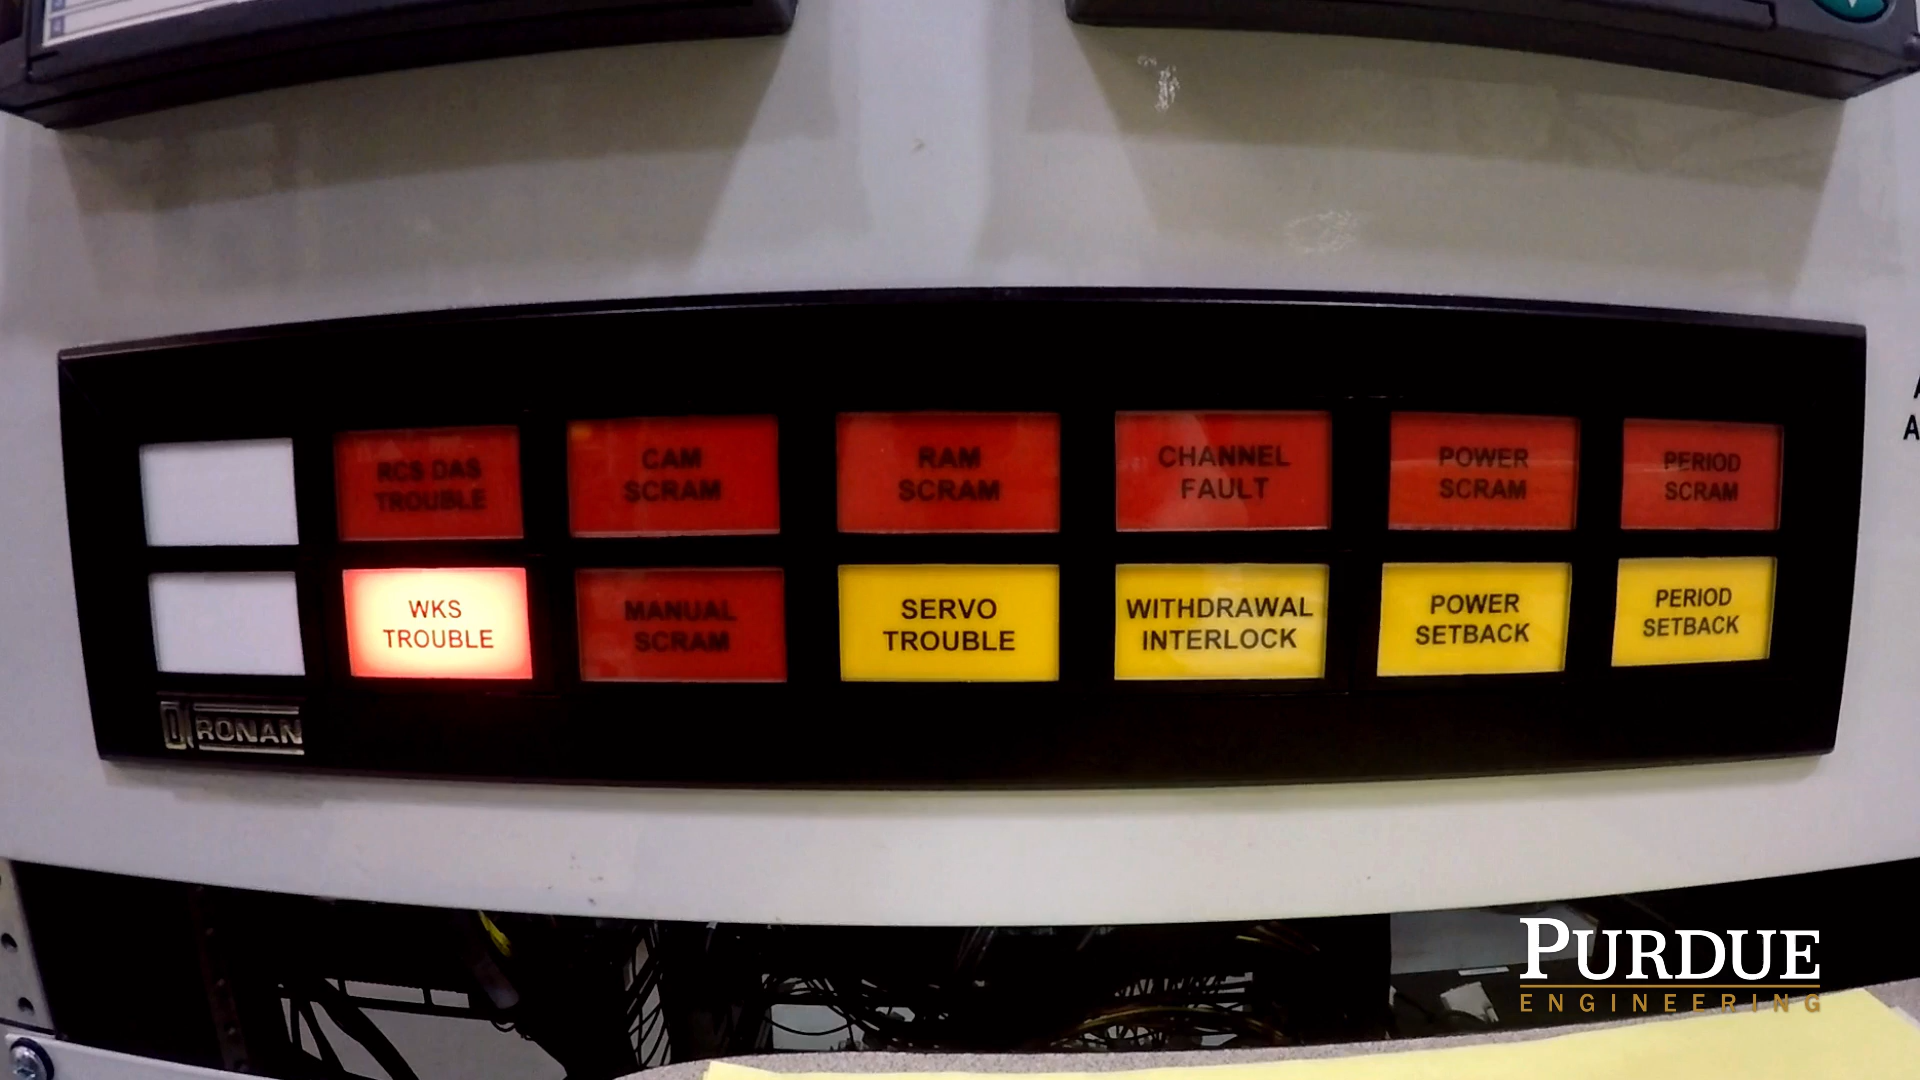 RCS DAS
TROUBLE
CAM
SCRAM
RAM
SCRAM
CHANNEL
FAULT
POWER
SCRAM
PERIOD
SCRAM
WKS
TROUBLE
MANUAL
SCRAM
SERVO
TROUBLE
WITHDRAWAL
INTERLOCK
POWER
SETBACK
PERIOD
SETBACK
RONAN
PURDUE
ENGINEERING